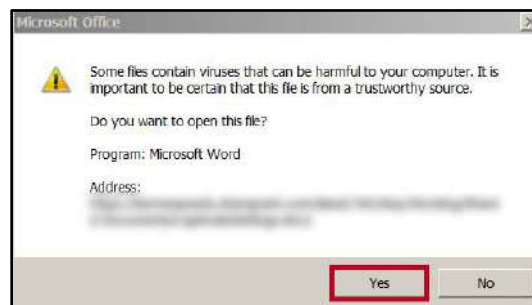 Microsoft Office
Some files contain viruses that can be harmful to your computer. It is
important to be certain that this file is from a trustworthy source.
Do you want to open this file?
Program: Microsoft Word
Address:
Yes
No